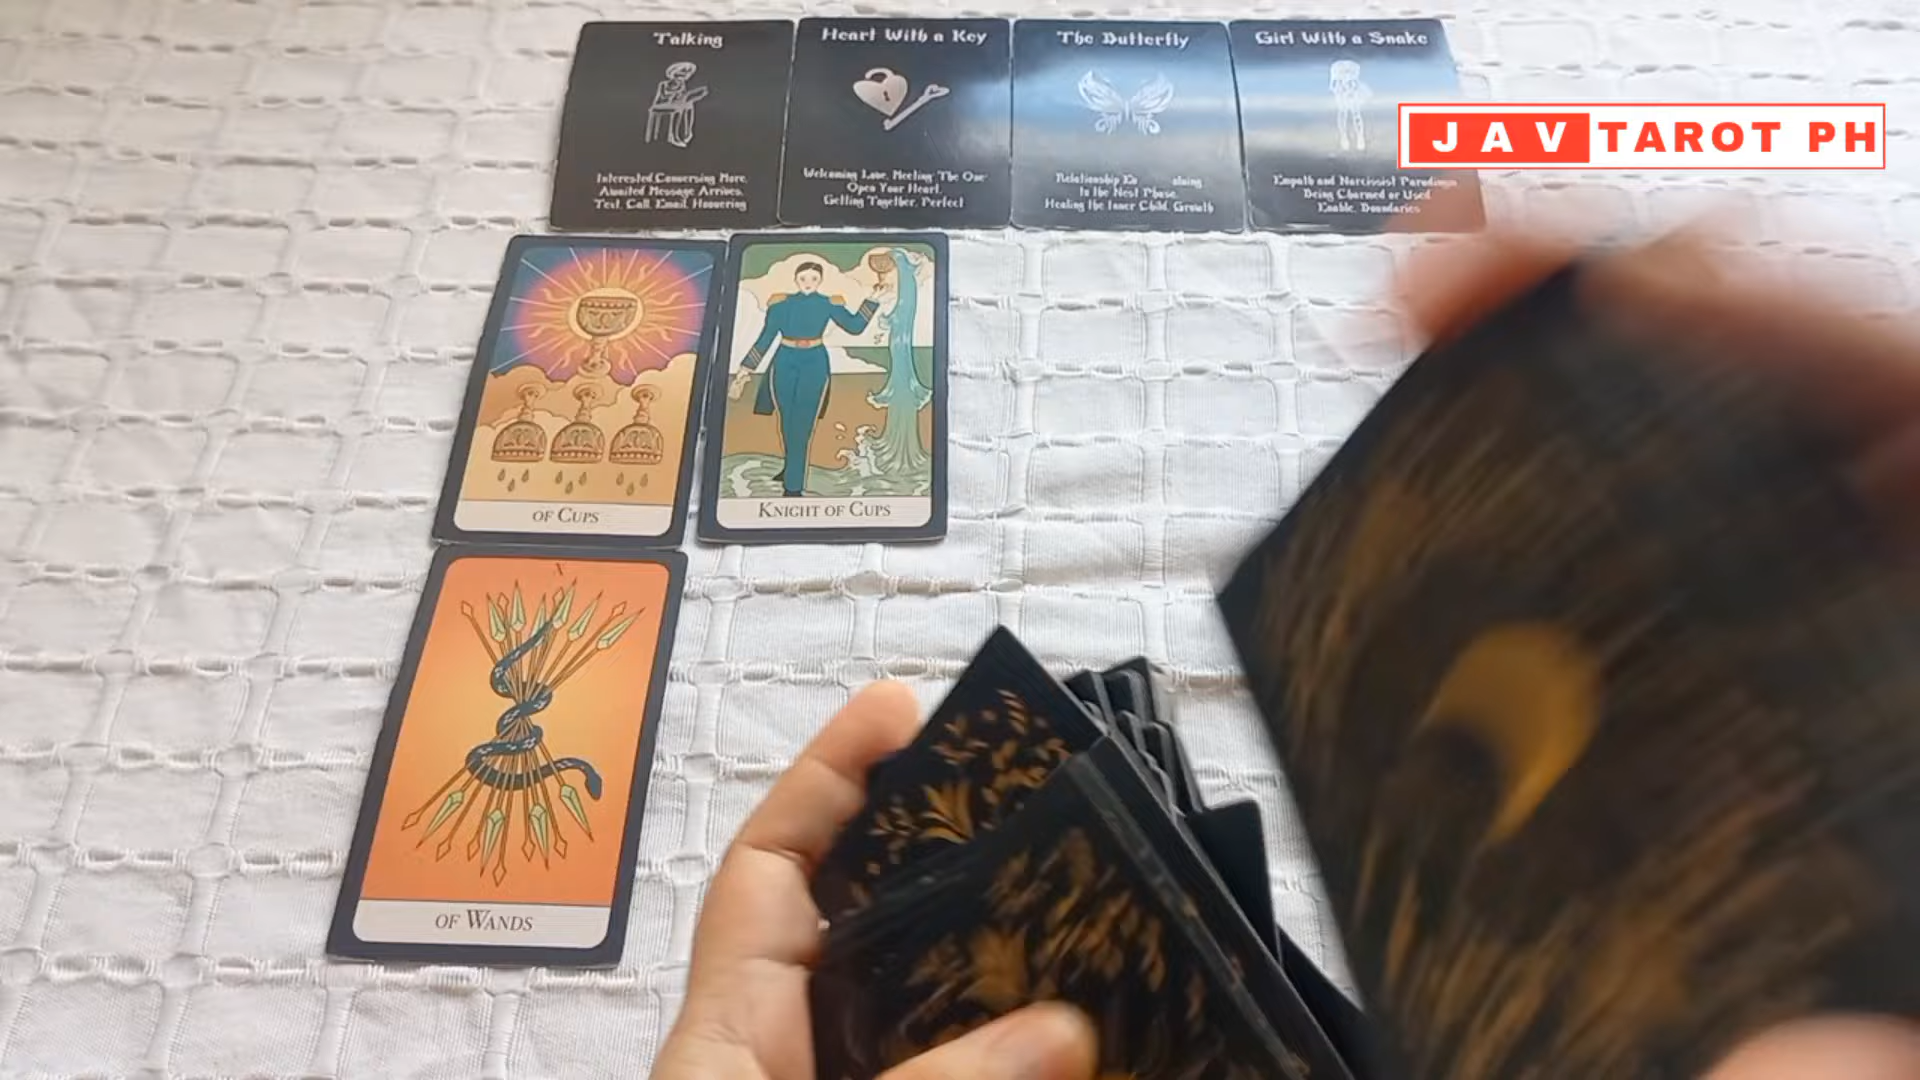 Talking
Interested Conversing More,
Awaited Message Arrives,
Text, Call, Email, Hoovering
Heart With a Key
Welcoming Love, Meeting The One
Open Your Heart,
Getting Together, Perfect
The Butterfly
Relationship
to the Next Phase,
Healing the Inner Child, Growth
Girl With a Snake
Empath and Narcissist Paradigm
Being Charmed or Used
Enable, Boundaries
JAV TAROT PH
OF CUPS
KNIGHT OF CUPS
X
OF WANDS